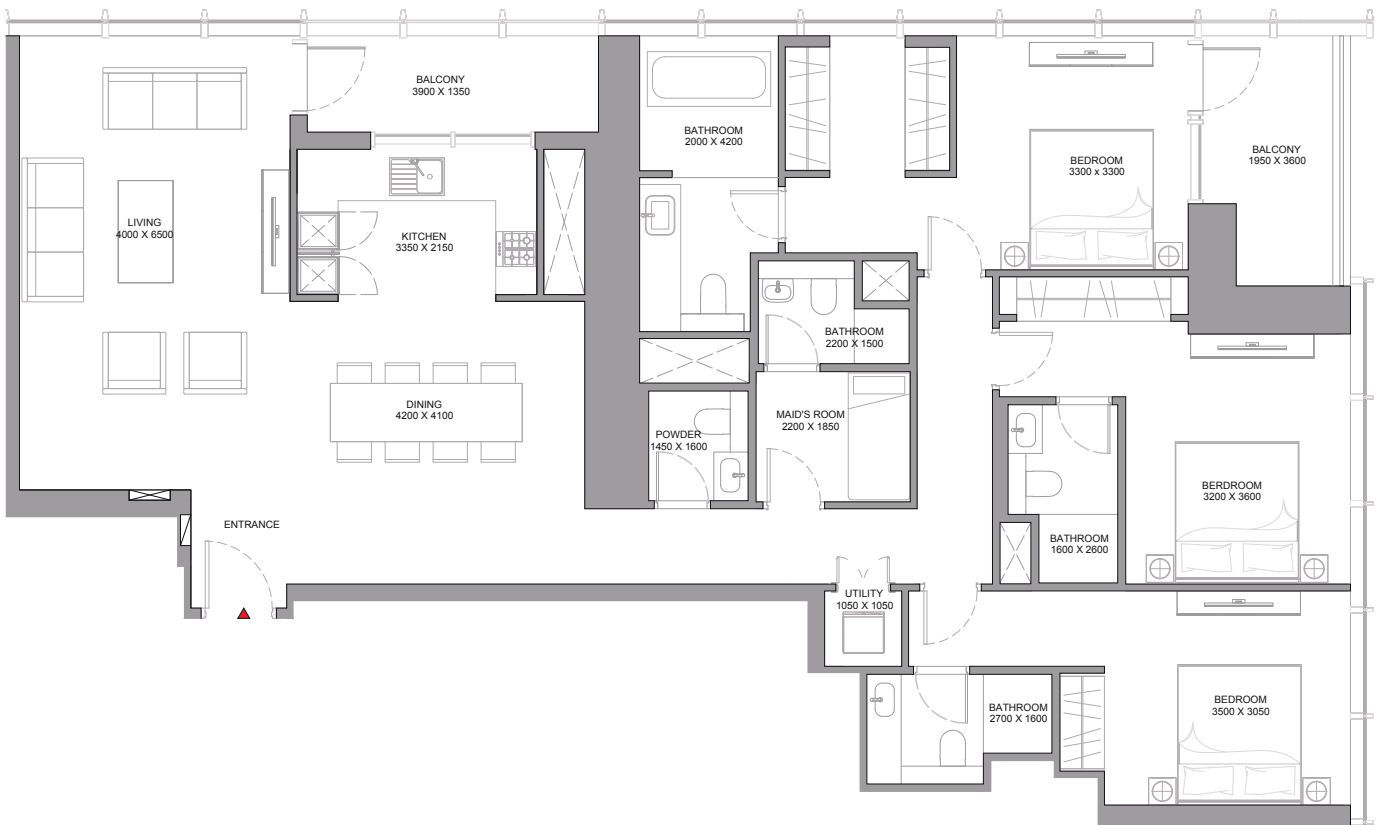 BALCONY
3900 X 1350
BATHROOM
2000 X 4200
BEDROOM
3300 x 3300
BALCONY
1950 X 3600
LIVING
4000 X 6500
KITCHEN
3350 X 2150
BATHROOM
2200 X 1500
DINING
4200 X 4100
POWDER
1450 X 1600
MAID'S ROOM
2200 X 1850
BERDROOM
3200 X 3600
ENTRANCE
BATHROOM
1600 X 2600
UTILITY
1050 X 1050
BATHROOM
2700 X 1600
BEDROOM
3500 X 3050